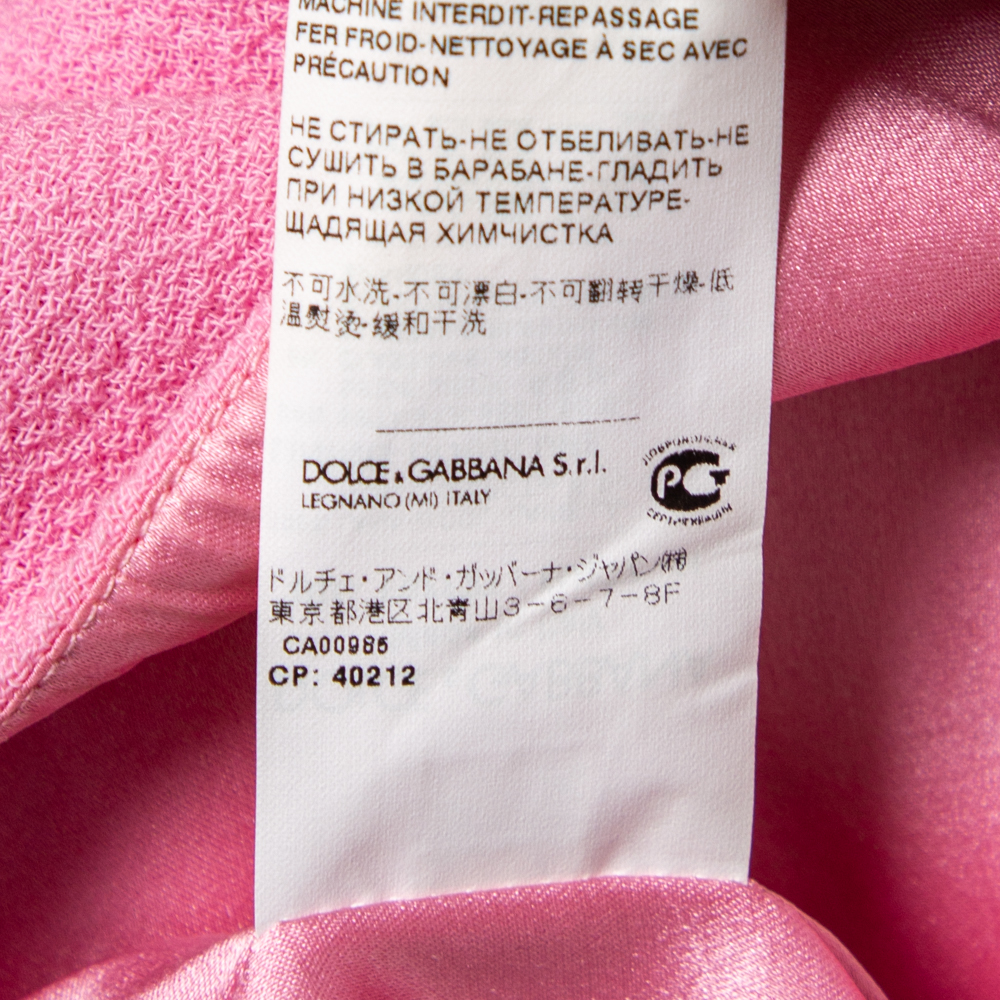 MACHINE INTERDIT-REPASSAGE
FER FROID-NETTOYAGE À SEC AVEC
PRÉCAUTION
НЕ СТИРАТЬ-НЕ ОТБЕЛИВАТЬ-НЕ
СУШИТЬ В БАРАБАНЕ-ГЛАДИТЬ
ПРИ НИЗКОЙ ТЕМПЕРАТУРЕ-
ЩАДЯЩАЯ ХИМЧИСТКА
不可水洗-不可漂白-不可翻转干燥-低
温熨烫-缓和干洗
DOLCE & GABBANA S.r.l.
LEGNANO (MI) ITALY
ДОБРОВОЛЬНАЯ
РСТ
СЕРТИФИКАЦИЯ
ドルチェ・アンド・ガッバーナ・ジャパン㈱
東京都港区北青山3-6-7-8F
CA00985
CP: 40212